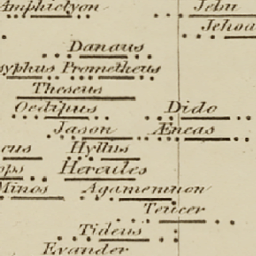 Amphictyon Jehu
Jehoa
Danaus
syphus Prometheus
Theseus
Oedipus Dido
Jason Æneas
cus Hyllus
ops Hercules
Minos Agamemnon
Teucer
Tideus
Evander